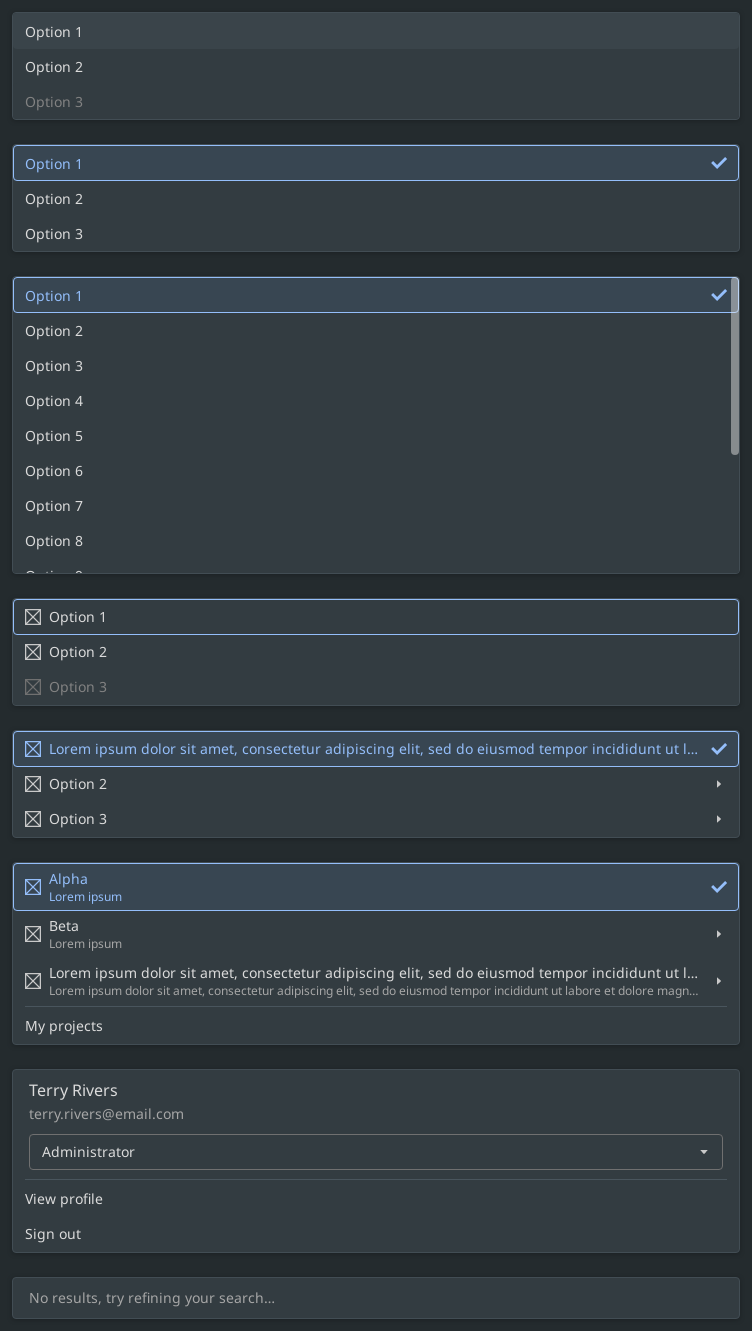 Option 1
Option 2
Option 3
Option 1
Option 2
Option 3
Option 1
Option 2
Option 3
Option 4
Option 5
Option 6
Option 7
Option 8
Option 1
Option 2
Option 3
Lorem ipsum dolor sit amet, consectetur adipiscing elit, sed do eiusmod tempor incididunt ut l...
Option 2
Option 3
Alpha
Lorem ipsum
Beta
Lorem ipsum
Lorem ipsum dolor sit amet, consectetur adipiscing elit, sed do eiusmod tempor incididunt ut l...
Lorem ipsum dolor sit amet, consectetur adipiscing elit, sed do eiusmod tempor incididunt ut labore et dolore magn...
My projects
Terry Rivers
terry.rivers@email.com
Administrator
View profile
Sign out
No results, try refining your search...